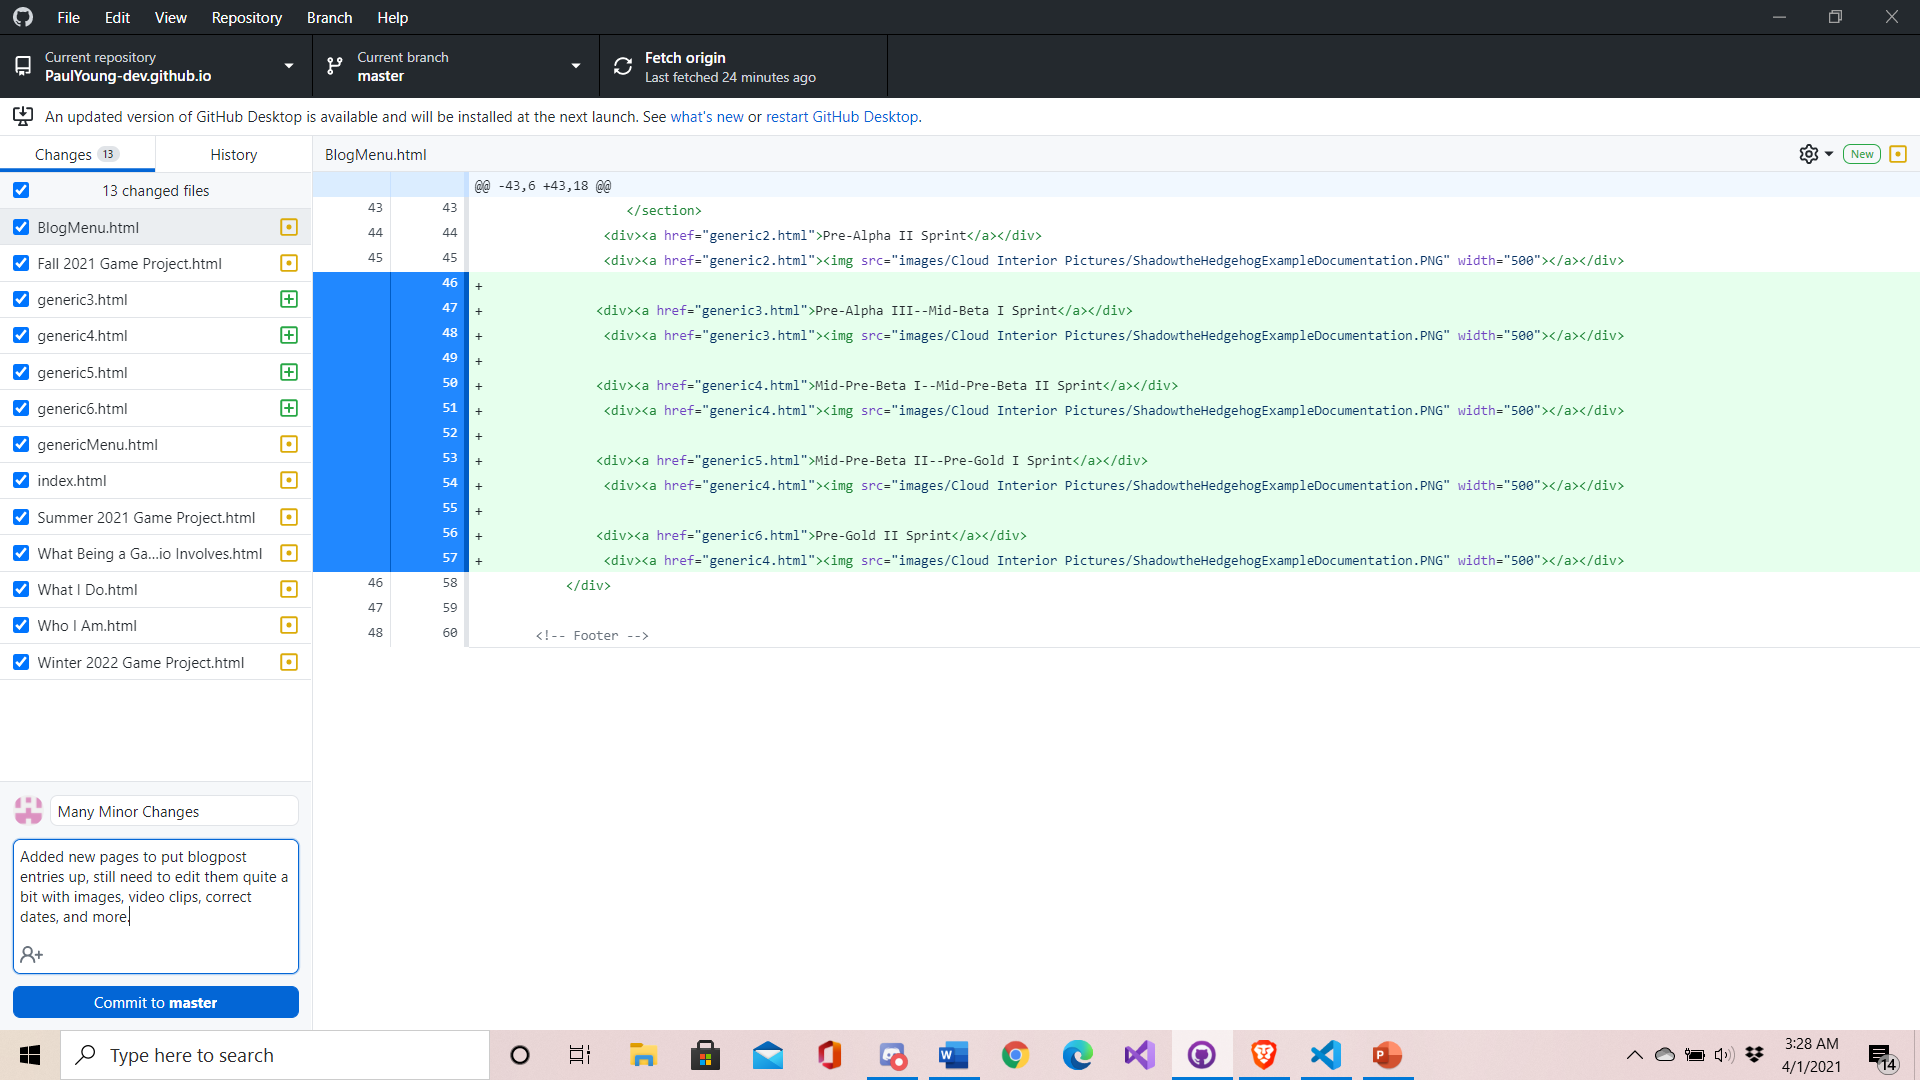 File Edit View Repository Branch Help
Current repository
PaulYoung-dev.github.io
Current branch
master
Fetch origin
Last fetched 24 minutes ago
An updated version of GitHub Desktop is available and will be installed at the next launch. See what's new or restart GitHub Desktop.
Changes 13 History
BlogMenu.html New
13 changed files
BlogMenu.html
Fall 2021 Game Project.html
generic3.html
generic4.html
generic5.html
generic6.html
genericMenu.html
index.html
Summer 2021 Game Project.html
What Being a Ga...io Involves.html
What I Do.html
Who I Am.html
Winter 2022 Game Project.html
@@ -43,6 +43,18 @@
43 43 </section>
44 44 <div><a href="generic2.html">Pre-Alpha II Sprint</a></div>
45 45 <div><a href="generic2.html"><img src="images/Cloud Interior Pictures/ShadowtheHedgehogExampleDocumentation.PNG" width="500"></a></div>
46 +
47 + <div><a href="generic3.html">Pre-Alpha III--Mid-Beta I Sprint</a></div>
48 + <div><a href="generic3.html"><img src="images/Cloud Interior Pictures/ShadowtheHedgehogExampleDocumentation.PNG" width="500"></a></div>
49 +
50 + <div><a href="generic4.html">Mid-Pre-Beta I--Mid-Pre-Beta II Sprint</a></div>
51 + <div><a href="generic4.html"><img src="images/Cloud Interior Pictures/ShadowtheHedgehogExampleDocumentation.PNG" width="500"></a></div>
52 +
53 + <div><a href="generic5.html">Mid-Pre-Beta II--Pre-Gold I Sprint</a></div>
54 + <div><a href="generic4.html"><img src="images/Cloud Interior Pictures/ShadowtheHedgehogExampleDocumentation.PNG" width="500"></a></div>
55 +
56 + <div><a href="generic6.html">Pre-Gold II Sprint</a></div>
57 + <div><a href="generic4.html"><img src="images/Cloud Interior Pictures/ShadowtheHedgehogExampleDocumentation.PNG" width="500"></a></div>
46 58 </div>
47 59
48 60 <!-- Footer -->
Many Minor Changes
Added new pages to put blogpost
entries up, still need to edit them quite a
bit with images, video clips, correct
dates, and more.
Commit to master
Type here to search
3:28 AM
4/1/2021
14